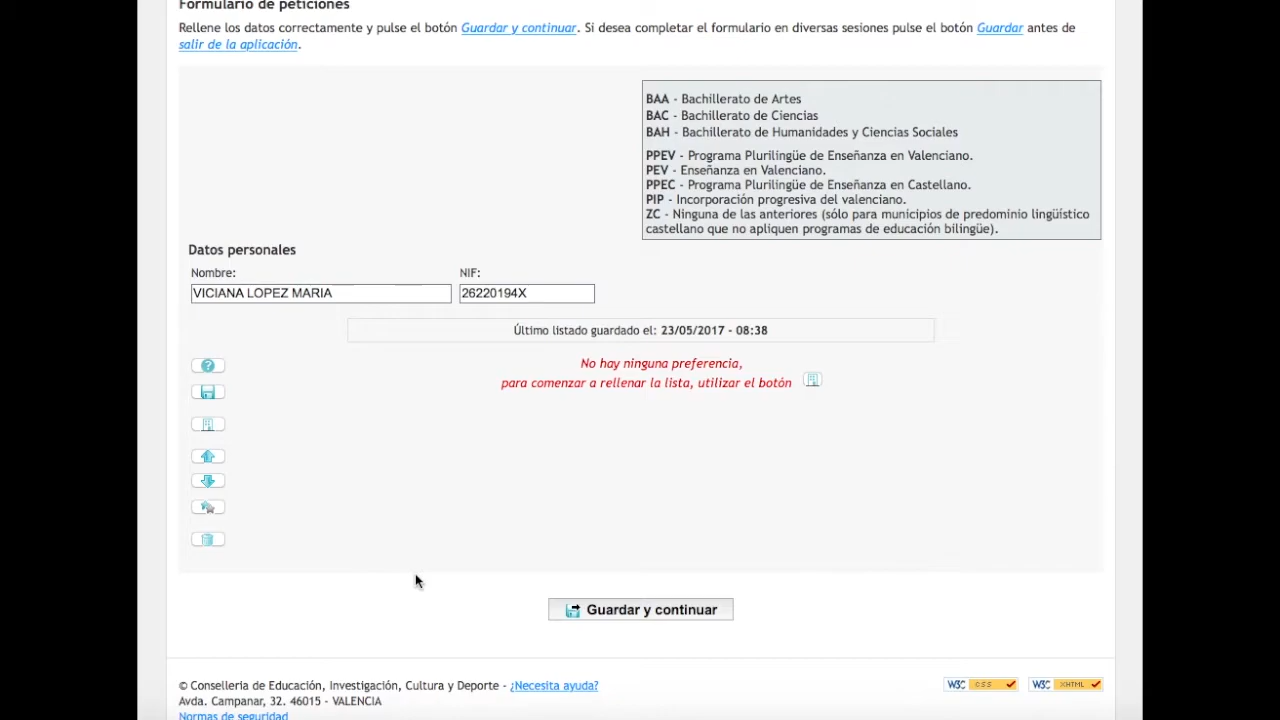 Formulario de peticiones
Rellene los datos correctamente y pulse el botón Guardar y continuar. Si desea completar el formulario en diversas sesiones pulse el botón Guardar antes de
salir de la aplicación.
BAA - Bachillerato de Artes
BAC - Bachillerato de Ciencias
BAH - Bachillerato de Humanidades y Ciencias Sociales
PPEV - Programa Plurilingüe de Enseñanza en Valenciano.
PEV - Enseñanza en Valenciano.
PPEC - Programa Plurilingüe de Enseñanza en Castellano.
PIP - Incorporación progresiva del valenciano.
ZC - Ninguna de las anteriores (sólo para municipios de predominio lingüístico
castellano que no apliquen programas de educación bilingüe).
Datos personales
Nombre: NIF:
VICIANA LOPEZ MARIA 26220194X
Último listado guardado el: 23/05/2017 - 08:38
No hay ninguna preferencia,
para comenzar a rellenar la lista, utilizar el botón
Guardar y continuar
© Conselleria de Educación, Investigación, Cultura y Deporte - ¿Necesita ayuda? W3C CSS W3C XHTML
Avda. Campanar, 32. 46015 - VALENCIA
Normas de seguridad